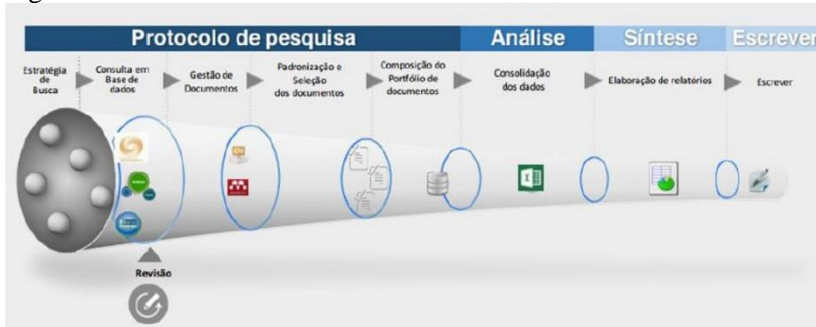 Protocolo de pesquisa
Análise
Síntese
Escrever
Estratégia
de
Busca
Consulta em
Base de
dados
Gestão de
Documentos
Padronização e
Seleção
dos documentos
Composição do
Portfólio de
documentos
Consolidação
dos dados
Elaboração de relatórios
Escrever
Revisão